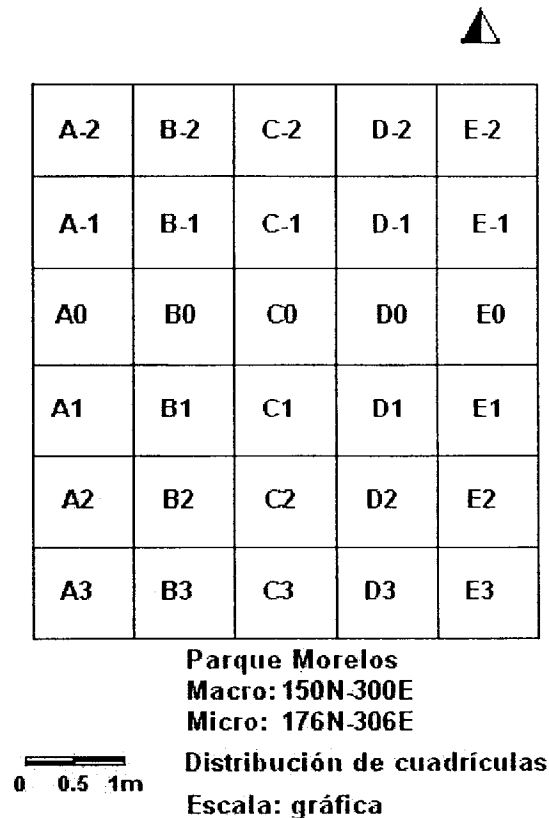 A-2 B-2 C-2 D-2 E-2
A-1 B-1 C-1 D-1 E-1
A0 B0 C0 D0 E0
A1 B1 C1 D1 E1
A2 B2 C2 D2 E2
A3 B3 C3 D3 E3
Parque Morelos
Macro: 150N-300E
Micro: 176N-306E
Distribución de cuadrículas
0 0.5 1m
Escala: gráfica